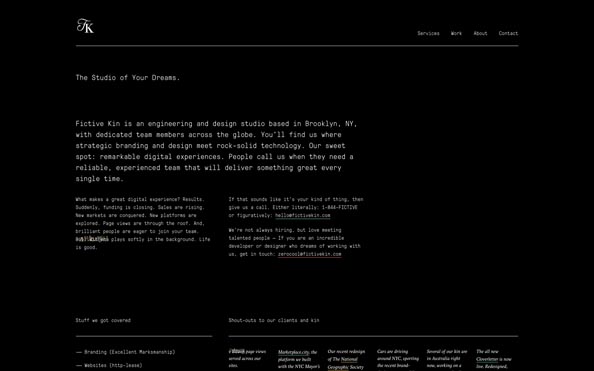 FK
Services Work About Contact
The Studio of Your Dreams.
Fictive Kin is an engineering and design studio based in Brooklyn, NY,
with dedicated team members across the globe. You'll find us where
strategic branding and design meet rock-solid technology. Our sweet
spot: remarkable digital experiences. People call us when they need a
reliable, experienced team that will deliver something great every
single time.
What makes a great digital experience? Results.
Suddenly, funding is closing. Sales are rising.
New markets are conquered. New platforms are
explored. Page views are through the roof. And,
brilliant people are eager to join your team.
plays softly in the background. Life
is good.
If that sounds like it's your kind of thing, then
give us a call. Either literally: 1-844-FICTIVE
or figuratively: hello@fictivekin.com
We're not always hiring, but love meeting
talented people — If you are an incredible
developer or designer who dreams of working with
us, get in touch: zerocool@fictivekin.com
Stuff we got covered
Shout-outs to our clients and kin
— Branding (Excellent Marksmanship)
— Websites (http-lease)
page views
across our
sites.
Marketplace.city, the
platform we built
with the NYC Mayor's
Our recent redesign
of The National
Geographic Society
Cars are driving
around NYC, sporting
the recent brand-
Several of our kin are
in Australia right
now, working on a
The all new
Cloverletter is now
live. Redesigned,